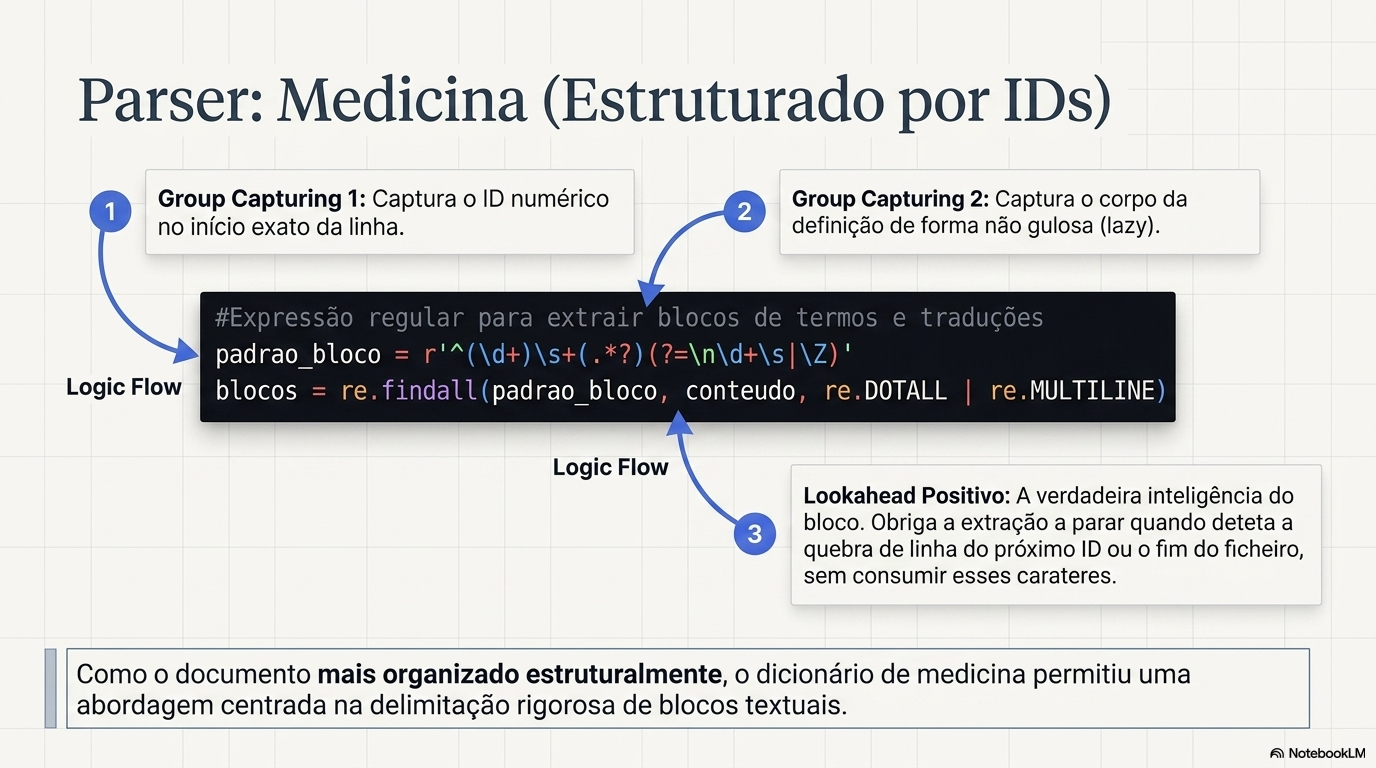 Parser: Medicina (Estruturado por IDs)
1
Group Capturing 1: Captura o ID numérico
no início exato da linha.
2
Group Capturing 2: Captura o corpo da
definição de forma não gulosa (lazy).
#Expressão regular para extrair blocos de termos e traduções
padrao_bloco = r'^(\d+)\s+(.*?)(?=\n\d+\s|\Z)'
blocos = re.findall(padrao_bloco, conteudo, re.DOTALL | re.MULTILINE)
Logic Flow
Logic Flow
3
Lookahead Positivo: A verdadeira inteligência do
bloco. Obriga a extração a parar quando deteta a
quebra de linha do próximo ID ou o fim do ficheiro,
sem consumir esses carateres.
Como o documento mais organizado estruturalmente, o dicionário de medicina permitiu uma
abordagem centrada na delimitação rigorosa de blocos textuais.
NotebookLM